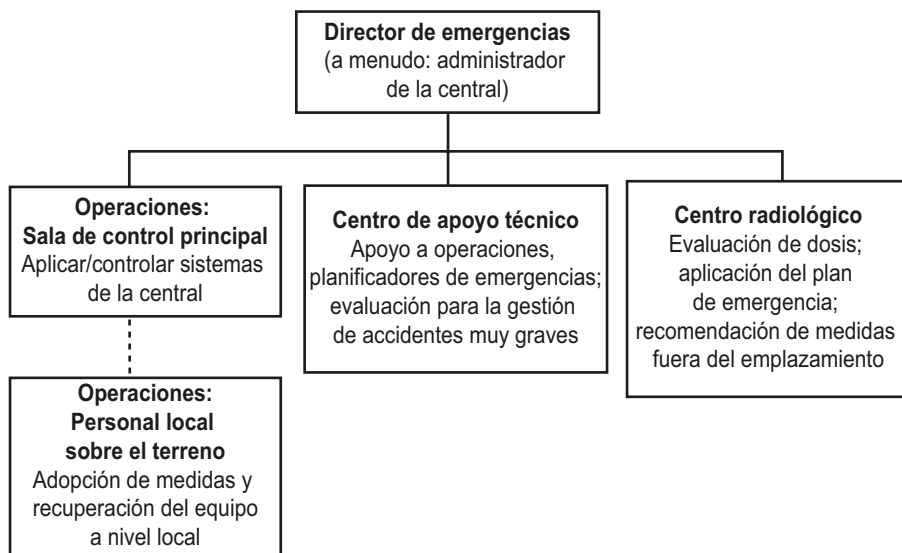 Director de emergencias
(a menudo: administrador
de la central)
Operaciones:
Sala de control principal
Aplicar/controlar sistemas
de la central
Centro de apoyo técnico
Apoyo a operaciones,
planificadores de emergencias;
evaluación para la gestión
de accidentes muy graves
Centro radiológico
Evaluación de dosis;
aplicación del plan
de emergencia;
recomendación de medidas
fuera del emplazamiento
Operaciones:
Personal local
sobre el terreno
Adopción de medidas y
recuperación del equipo
a nivel local